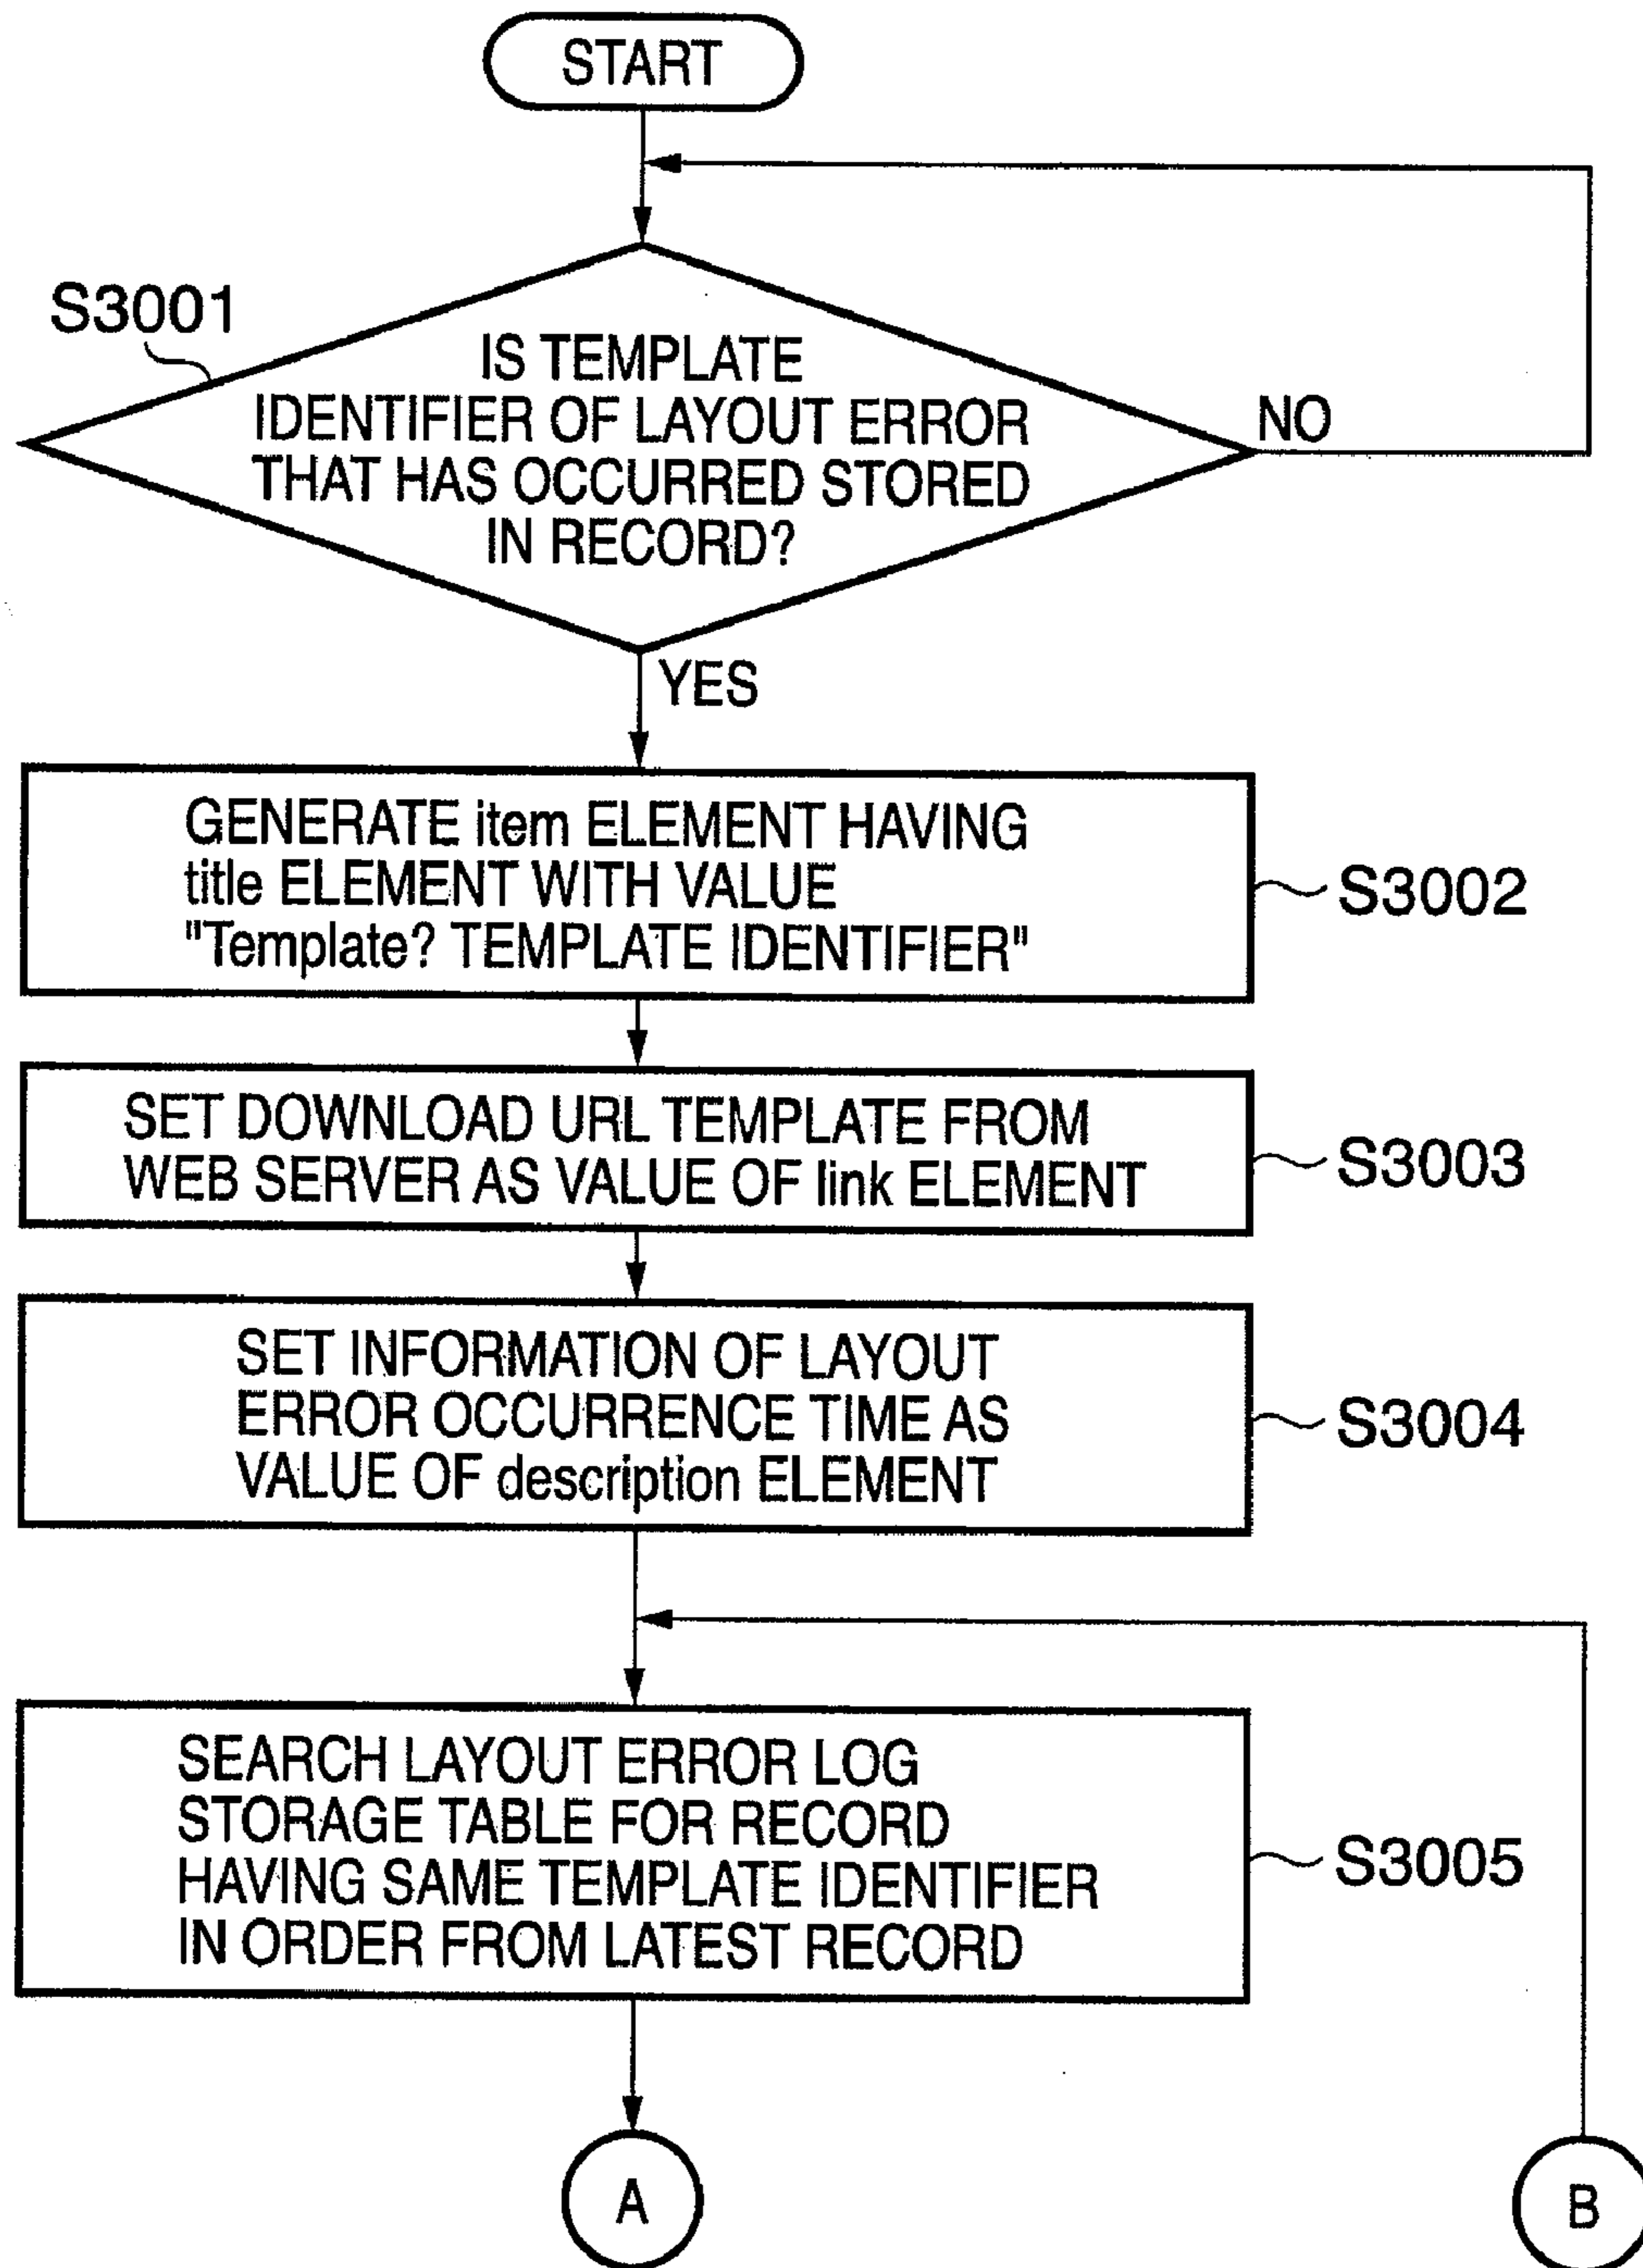 START
S3001
IS TEMPLATE
IDENTIFIER OF LAYOUT ERROR
THAT HAS OCCURRED STORED
IN RECORD?
NO
YES
GENERATE item ELEMENT HAVING
title ELEMENT WITH VALUE
"Template? TEMPLATE IDENTIFIER"
S3002
SET DOWNLOAD URL TEMPLATE FROM
WEB SERVER AS VALUE OF link ELEMENT
S3003
SET INFORMATION OF LAYOUT
ERROR OCCURRENCE TIME AS
VALUE OF description ELEMENT
S3004
SEARCH LAYOUT ERROR LOG
STORAGE TABLE FOR RECORD
HAVING SAME TEMPLATE IDENTIFIER
IN ORDER FROM LATEST RECORD
S3005
A
B